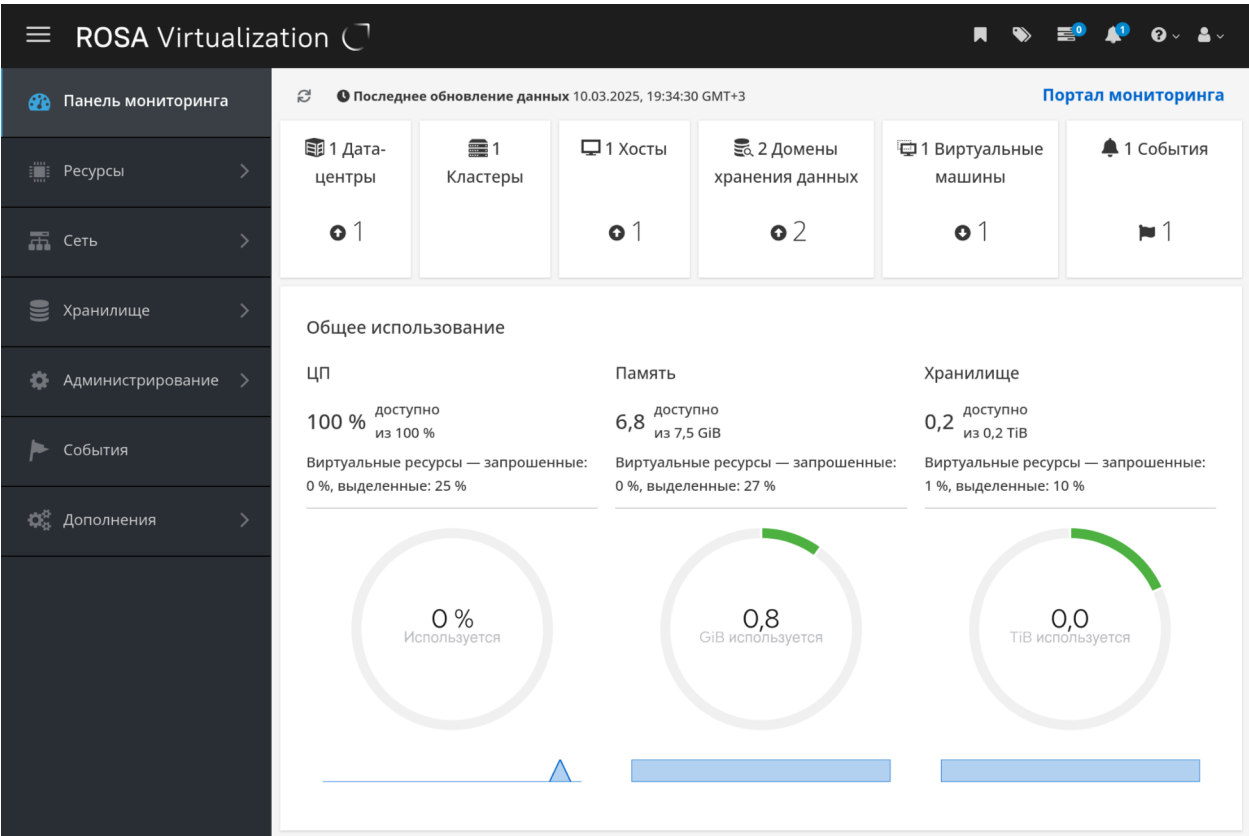 ROSA Virtualization
0
1
Панель мониторинга
Ресурсы
Сеть
Хранилище
Администрирование
События
Дополнения
Последнее обновление данных 10.03.2025, 19:34:30 GMT+3
Портал мониторинга
1 Дата-
центры
1
1
Кластеры
1 Хосты
1
2 Домены
хранения данных
2
1 Виртуальные
машины
1
1 События
1
Общее использование
ЦП
100 % доступно
из 100 %
Виртуальные ресурсы — запрошенные:
0 %, выделенные: 25 %
0 %
Используется
Память
6,8 доступно
из 7,5 GiB
Виртуальные ресурсы — запрошенные:
0 %, выделенные: 27 %
0,8
GiB используется
Хранилище
0,2 доступно
из 0,2 TiB
Виртуальные ресурсы — запрошенные:
1 %, выделенные: 10 %
0,0
TiB используется